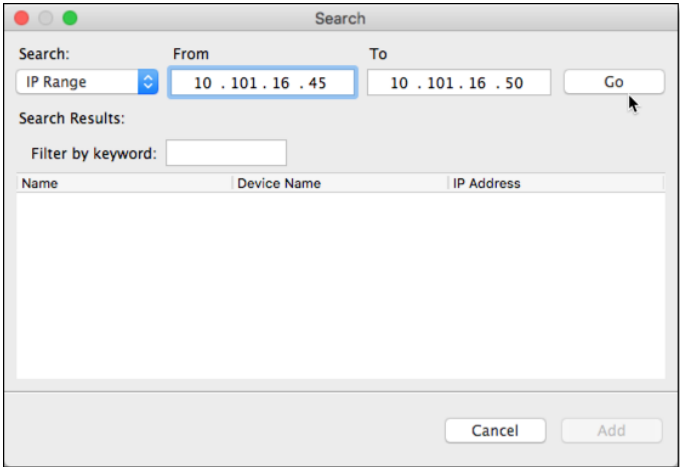 Search
Search: From To
IP Range 10 . 101 . 16 . 45 10 . 101 . 16 . 50 Go
Search Results:
Filter by keyword:
Name Device Name IP Address
Cancel Add